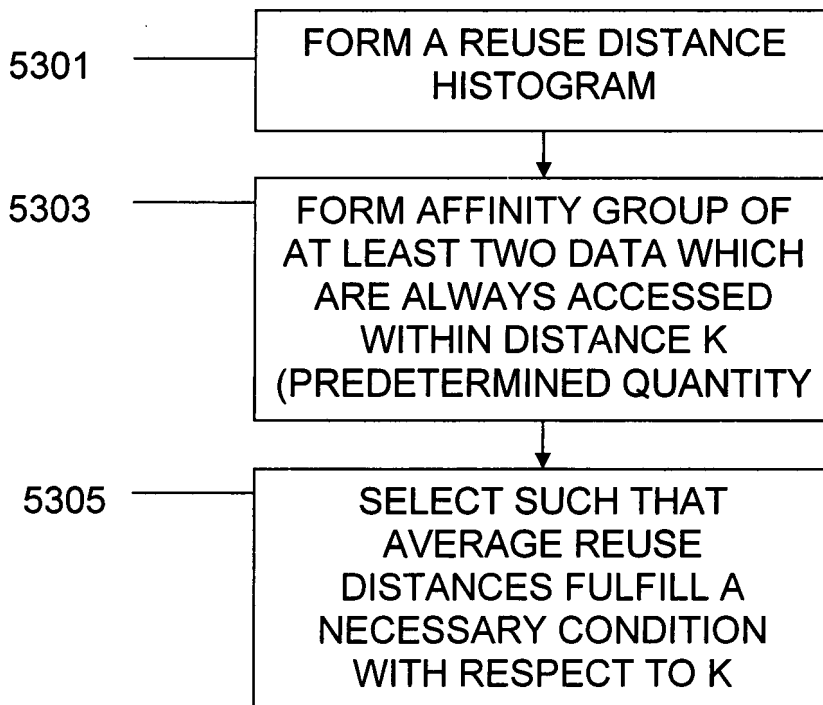 5301
FORM A REUSE DISTANCE
HISTOGRAM
5303
FORM AFFINITY GROUP OF
AT LEAST TWO DATA WHICH
ARE ALWAYS ACCESSED
WITHIN DISTANCE K
(PREDETERMINED QUANTITY
5305
SELECT SUCH THAT
AVERAGE REUSE
DISTANCES FULFILL A
NECESSARY CONDITION
WITH RESPECT TO K